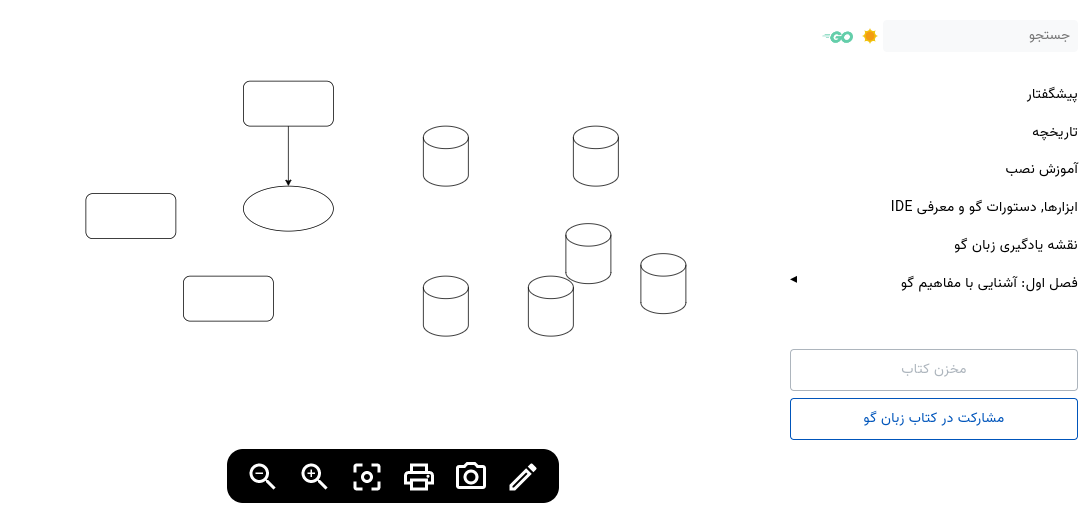 جستجو
GO
پیشگفتار
تاریخچه
آموزش نصب
ابزارها, دستورات گو و معرفی IDE
نقشه یادگیری زبان گو
فصل اول: آشنایی با مفاهیم گو
مخزن کتاب
مشارکت در کتاب زبان گو